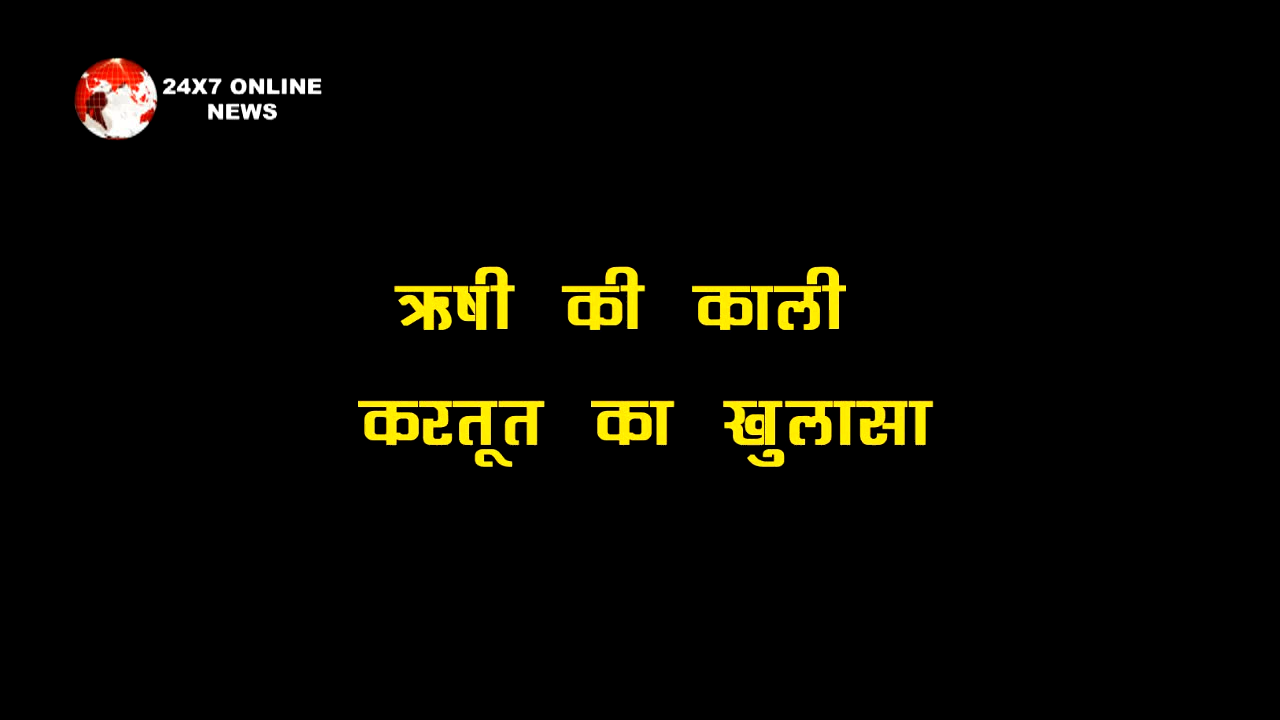 24X7 ONLINE
NEWS
ऋषी की काली
करतूत का खुलासा